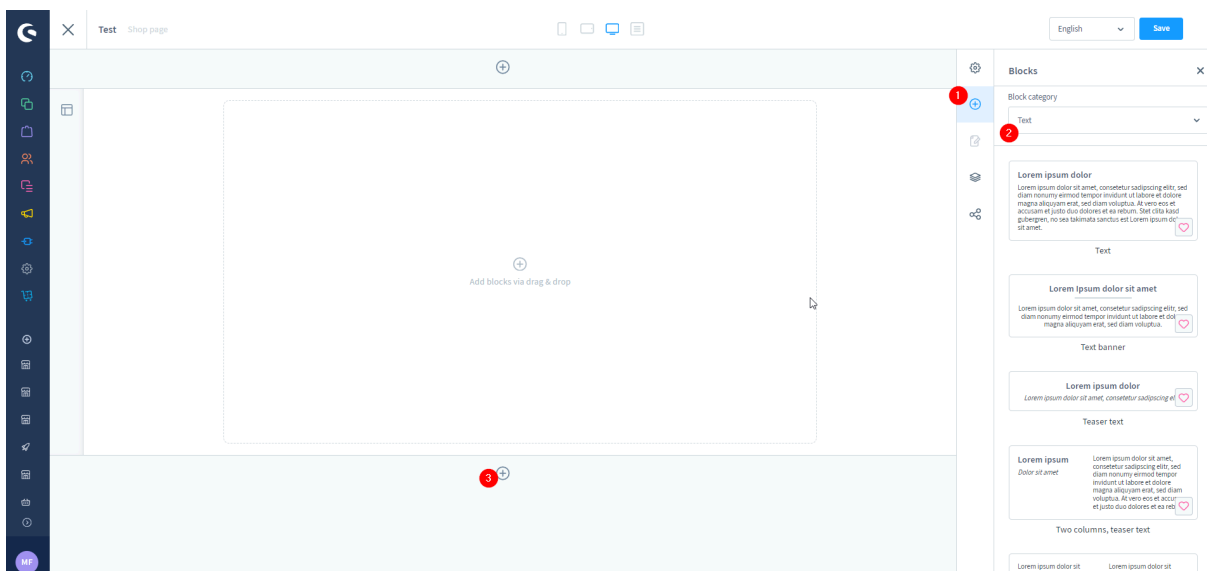 Test Shop page
English
Save
Blocks
1
Block category
Text
2
Lorem ipsum dolor
Lorem ipsum dolor sit amet, consetetur sadipscing elitr, sed
diam nonumy eirmod tempor invidunt ut labore et dolore
magna aliquyam erat, sed diam voluptua. At vero eos et
accusam et justo duo dolores et ea rebum. Stet clita kasd
gubergren, no sea takimata sanctus est Lorem ipsum
sit amet.
Text
Add blocks via drag & drop
Lorem Ipsum dolor sit amet
Lorem ipsum dolor sit amet, consetetur sadipscing elitr, sed
diam nonumy eirmod tempor invidunt ut labore et
magna aliquyam erat, sed diam voluptua.
Text banner
Lorem ipsum dolor
Lorem ipsum dolor sit amet, consetetur sadipscing
Teaser text
Lorem ipsum
Dolor sit amet
Lorem ipsum dolor sit amet,
consetetur sadipscing elitr, sed
diam nonumy eirmod tempor
invidunt ut labore et dolore
magna aliquyam erat, sed diam
voluptua. At vero eos et
et justo duo dolores et ea
Two columns, teaser text
3
Lorem ipsum dolor sit
Lorem ipsum dolor sit
MF